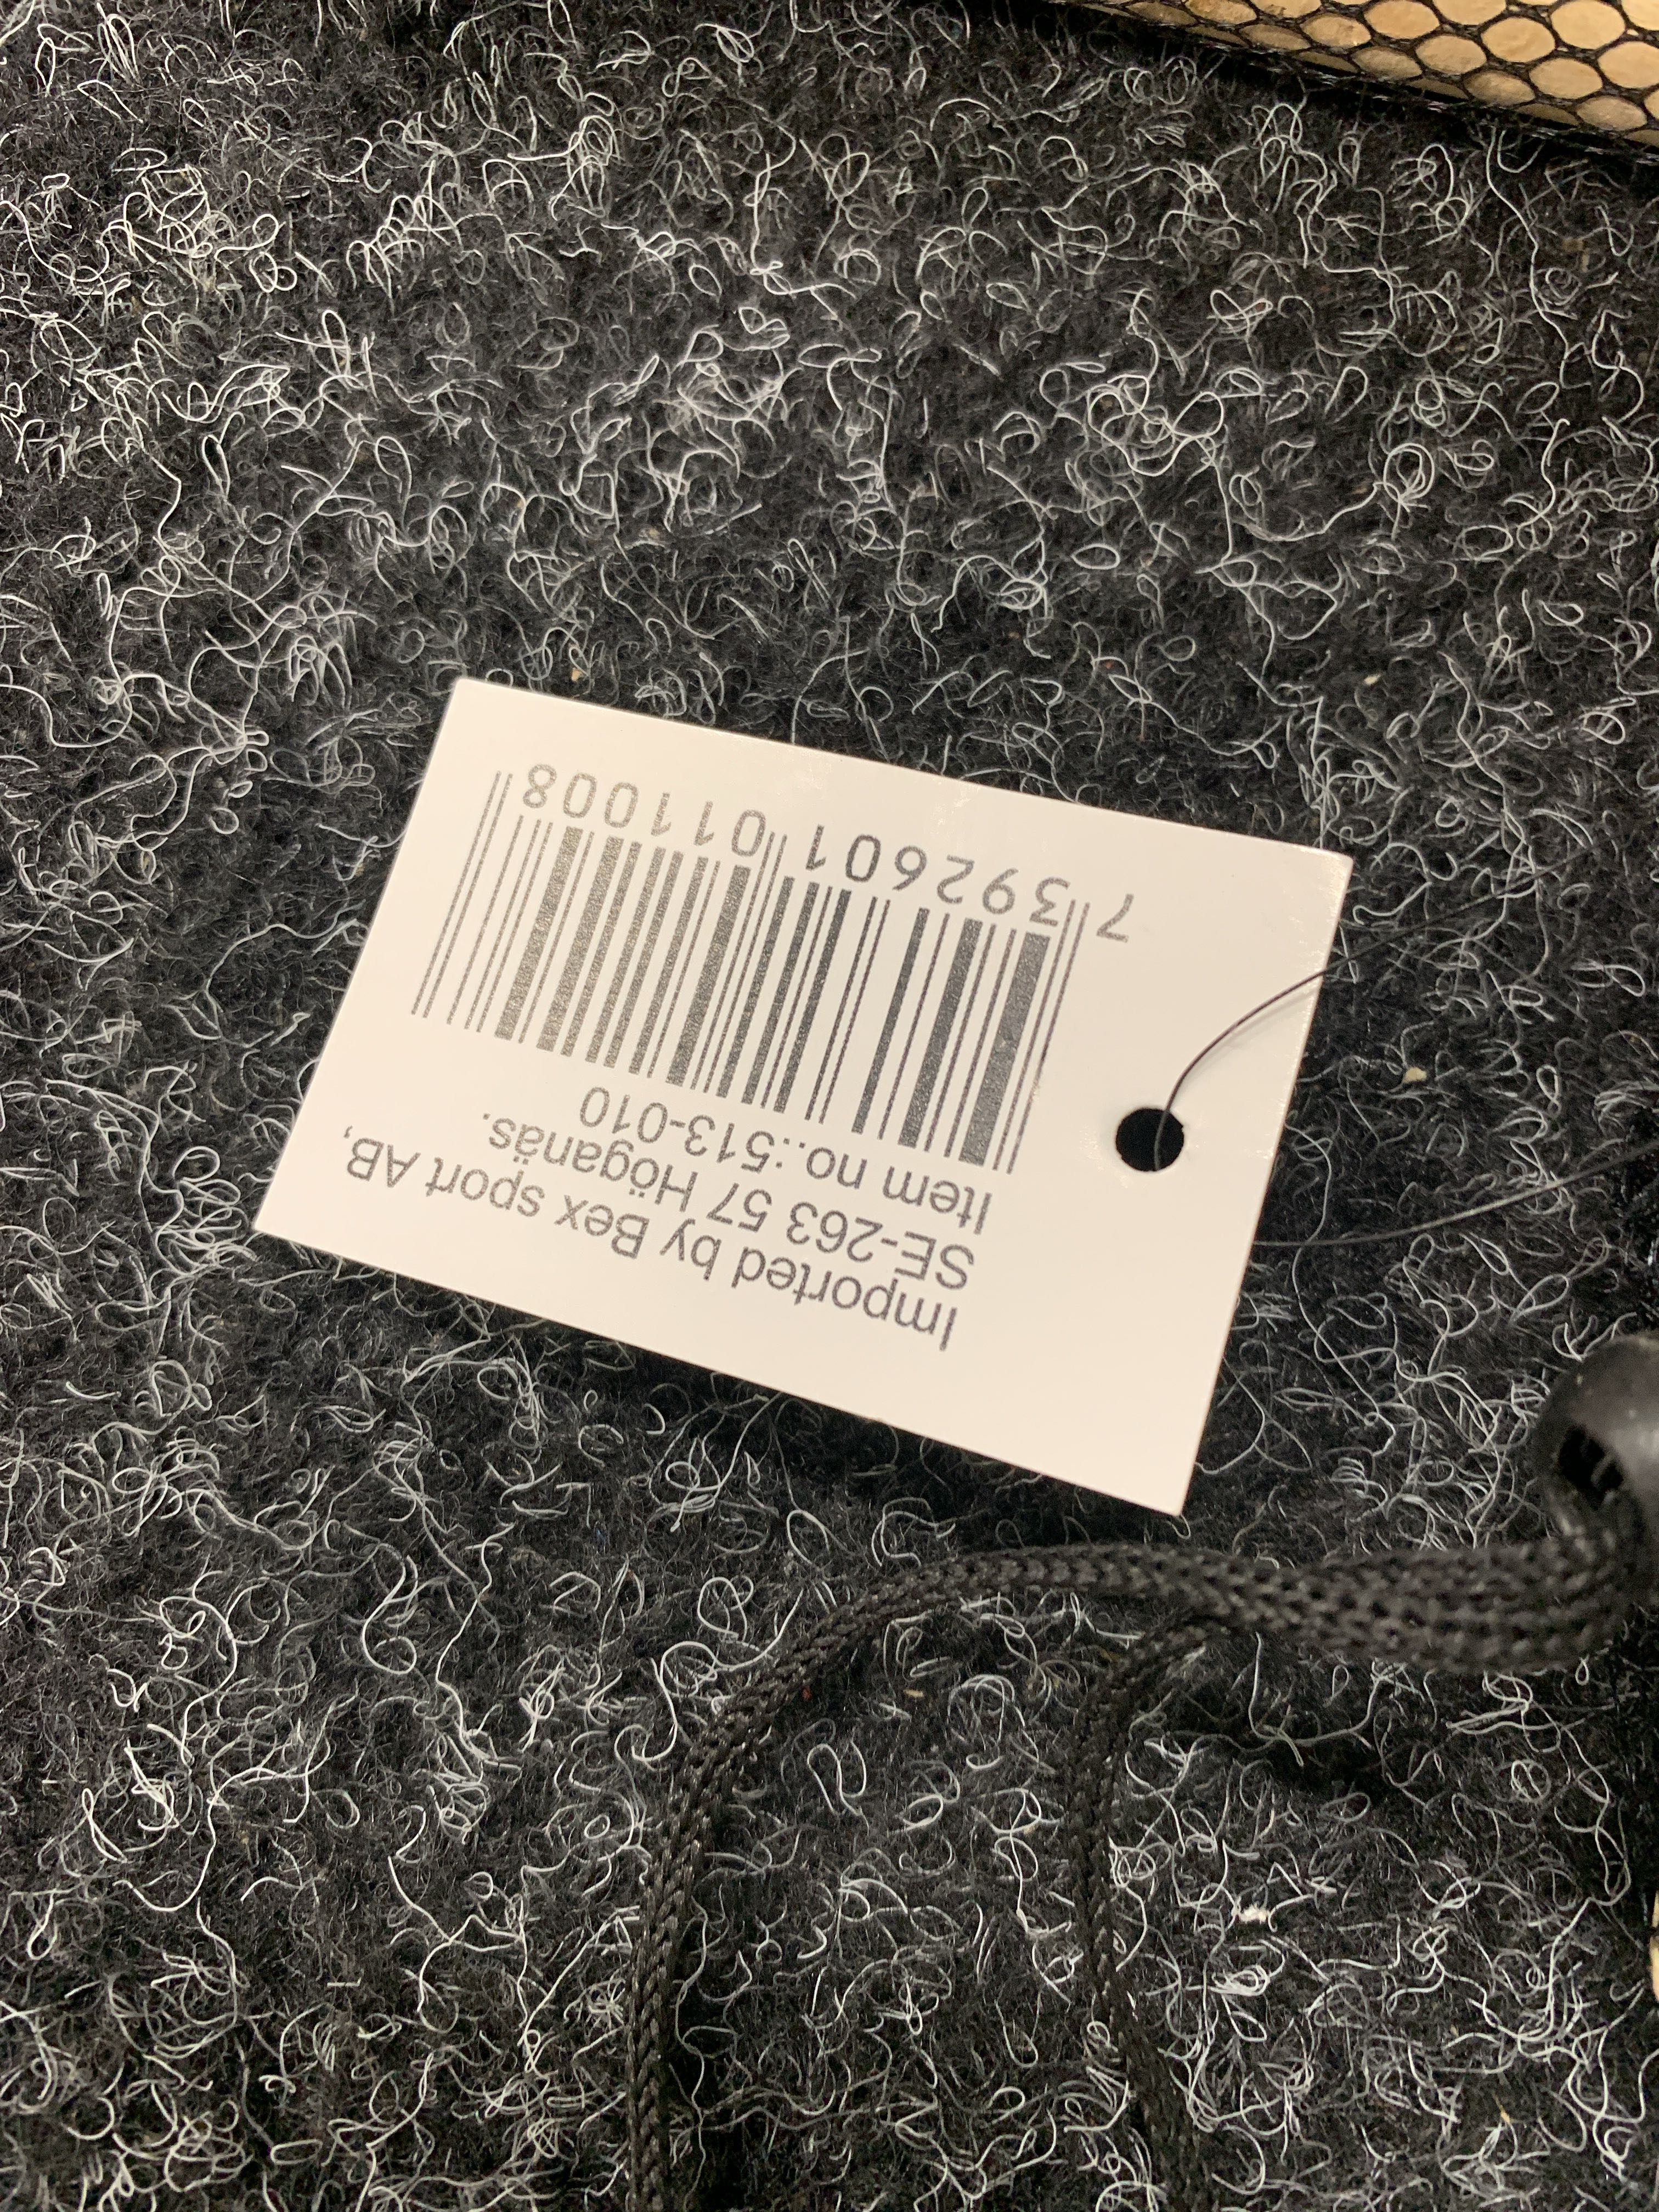 Imported by Bex sport AB,
SE-263 57 Höganäs.
Item no.:513-010
7 392601 011008